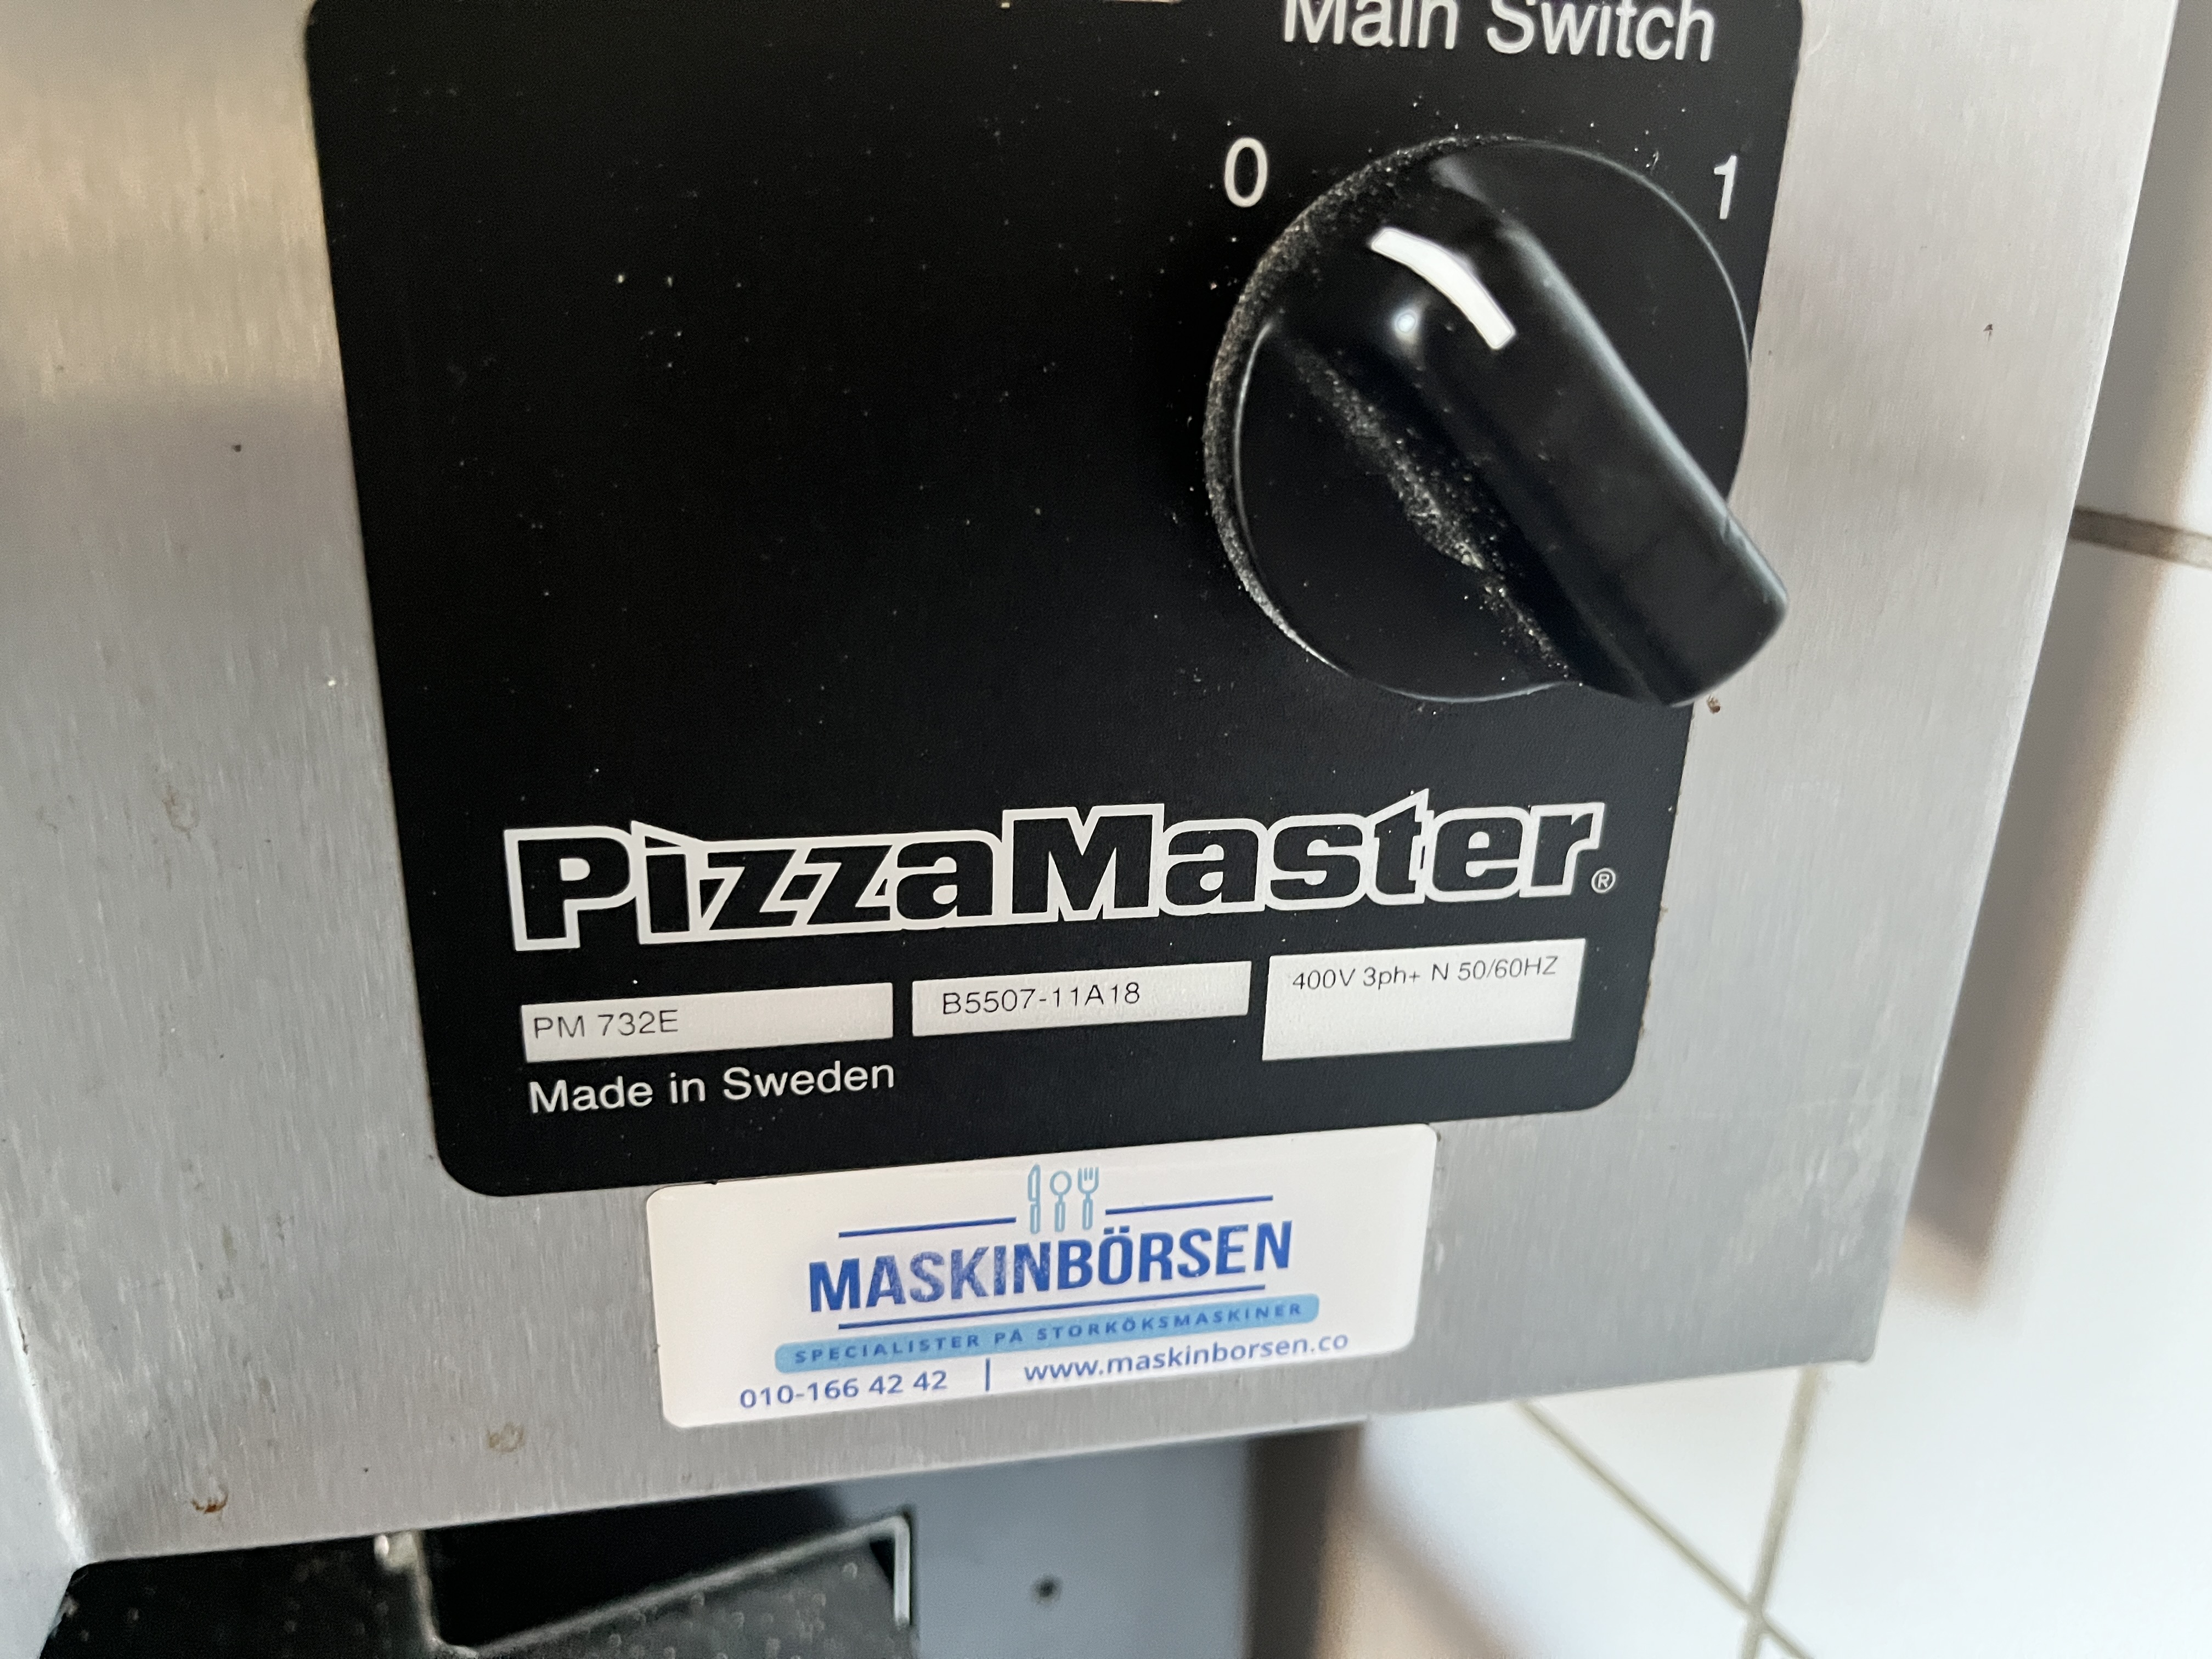 Main Switch
0 1
PizzaMaster®
PM 732E
B5507-11A18
400V 3ph+ N 50/60HZ
Made in Sweden
MASKINBÖRSEN
SPECIALISTER PÅ STORKÖKSMASKINER
010-166 42 42 | www.maskinborsen.co